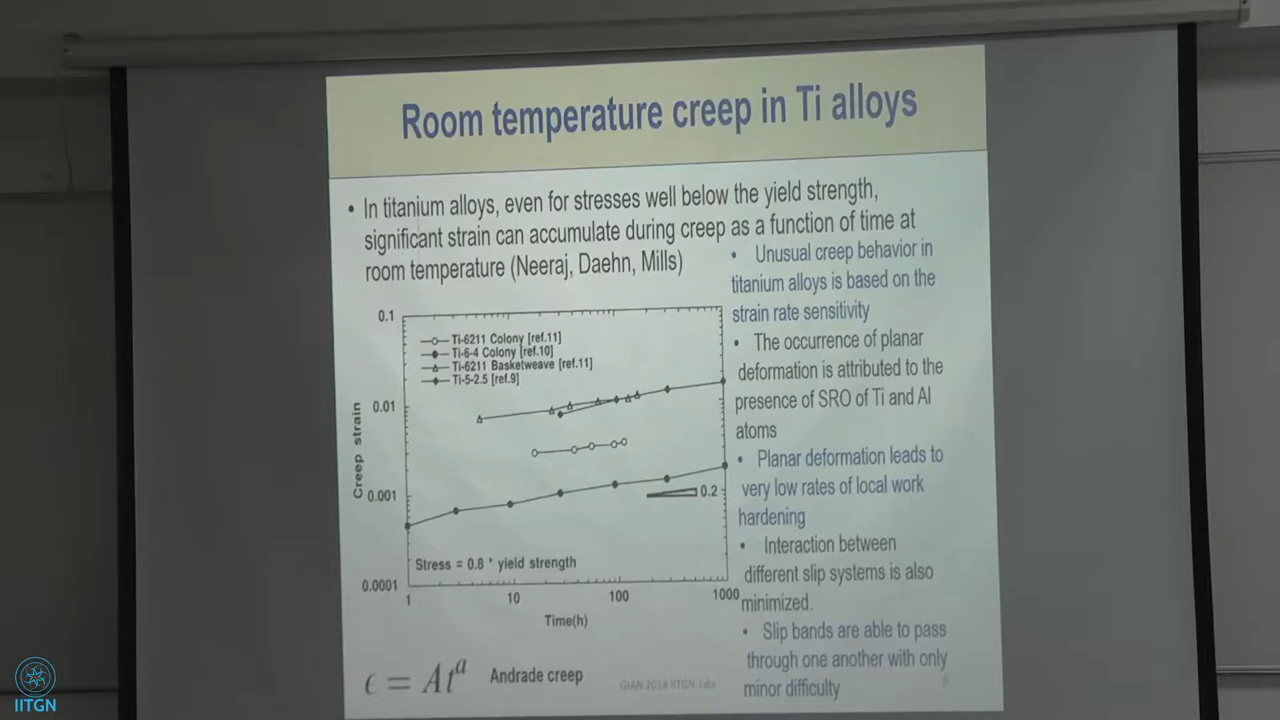 Room temperature creep in Ti alloys
• In titanium alloys, even for stresses well below the yield strength,
significant strain can accumulate during creep as a function of time at
room temperature (Neeraj, Daehn, Mills)
• Unusual creep behavior in
titanium alloys is based on the
strain rate sensitivity
• The occurrence of planar
deformation is attributed to the
presence of SRO of Ti and Al
atoms
• Planar deformation leads to
very low rates of local work
hardening
• Interaction between
different slip systems is also
minimized.
• Slip bands are able to pass
through one another with only
minor difficulty
0.1
0.01
0.001
0.0001
Creep strain
Ti-6211 Colony [ref.11]
Ti-6-4 Colony [ref.10]
Ti-6211 Basketweave [ref.11]
Ti-5-2.5 [ref.9]
0.2
Stress = 0.8 * yield strength
1 10 100 1000
Time(h)
ϵ = At^a Andrade creep
GIAN 2018 IITGN
IITGN